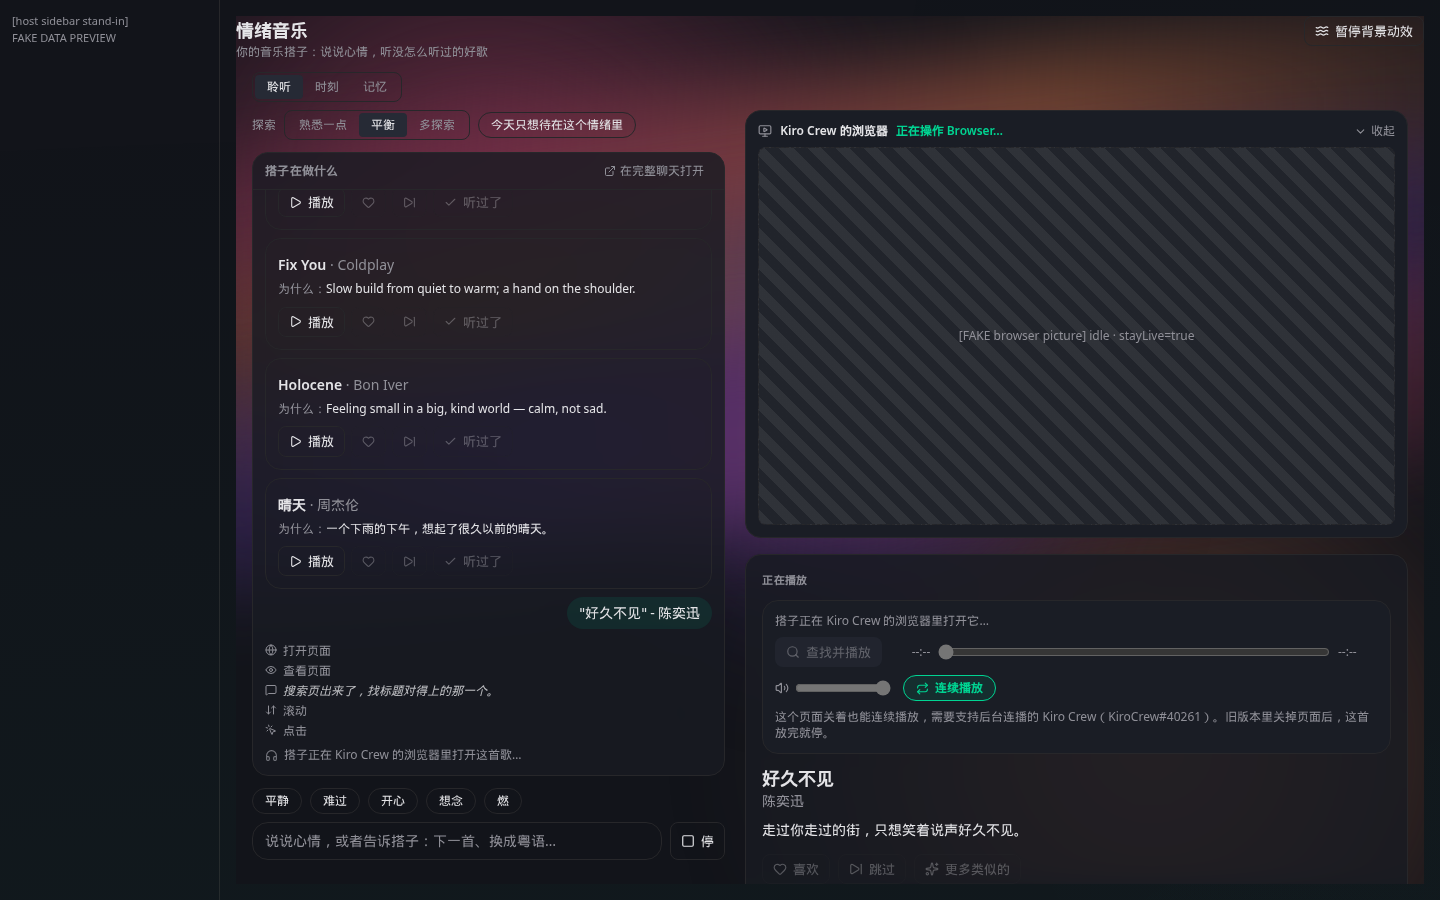 [host sidebar stand-in]
FAKE DATA PREVIEW
情绪音乐
你的音乐搭子：说说心情，听没怎么听过的好歌
暂停背景动效
聆听 时刻 记忆
探索 熟悉一点 平衡 多探索 今天只想待在这个情绪里
搭子在做什么 在完整聊天打开
播放 听过了
Fix You · Coldplay
为什么：Slow build from quiet to warm; a hand on the shoulder.
播放 听过了
Holocene · Bon Iver
为什么：Feeling small in a big, kind world — calm, not sad.
播放 听过了
晴天 · 周杰伦
为什么：一个下雨的下午，想起了很久以前的晴天。
播放 听过了
"好久不见" - 陈奕迅
打开页面
查看页面
搜索页出来了，找标题对得上的那一个。
滚动
点击
搭子正在 Kiro Crew 的浏览器里打开这首歌…
平静 难过 开心 想念 燃
说说心情，或者告诉搭子：下一首、换成粤语…
停
Kiro Crew 的浏览器 正在操作 Browser… 收起
[FAKE browser picture] idle · stayLive=true
正在播放
搭子正在 Kiro Crew 的浏览器里打开它…
查找并播放 --:-- --:--
连续播放
这个页面关着也能连续播放，需要支持后台连播的 Kiro Crew（KiroCrew#40261）。旧版本里关掉页面后，这首
放完就停。
好久不见
陈奕迅
走过你走过的街，只想笑着说声好久不见。
喜欢 跳过 更多类似的